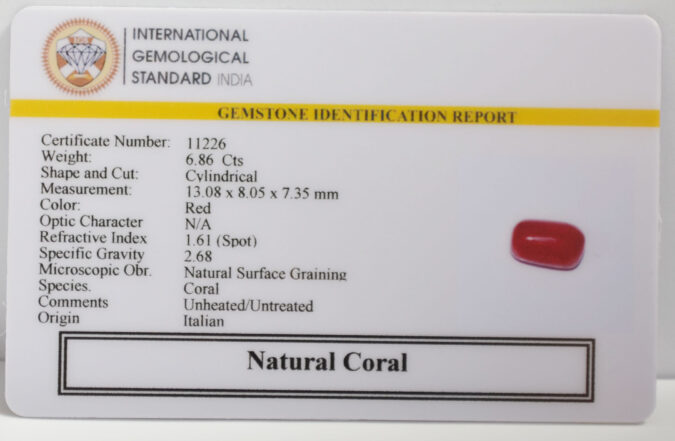 IGS
INTERNATIONAL
GEMOLOGICAL
STANDARD INDIA
GEMSTONE IDENTIFICATION REPORT
Certificate Number: 11226
Weight: 6.86 Cts
Shape and Cut: Cylindrical
Measurement: 13.08 x 8.05 x 7.35 mm
Color: Red
Optic Character N/A
Refractive Index 1.61 (Spot)
Specific Gravity 2.68
Microscopic Obr. Natural Surface Graining
Species. Coral
Comments Unheated/Untreated
Origin Italian
Natural Coral